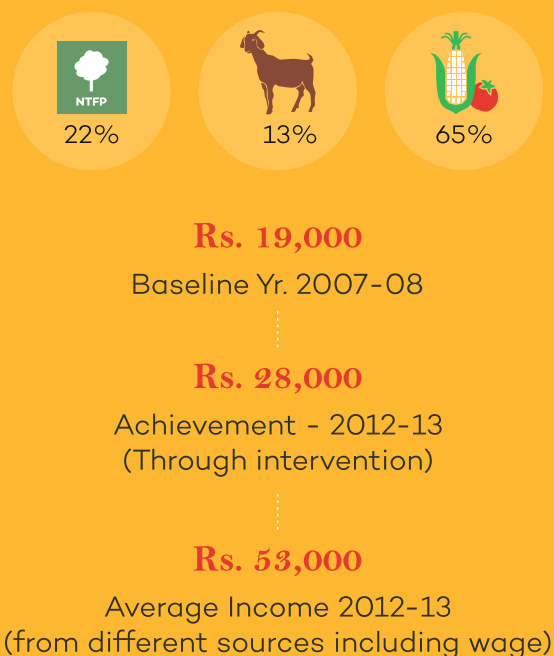 NTFP
22%
13%
65%
Rs. 19,000
Baseline Yr. 2007-08
Rs. 28,000
Achievement - 2012-13
(Through intervention)
Rs. 53,000
Average Income 2012-13
(from different sources including wage)